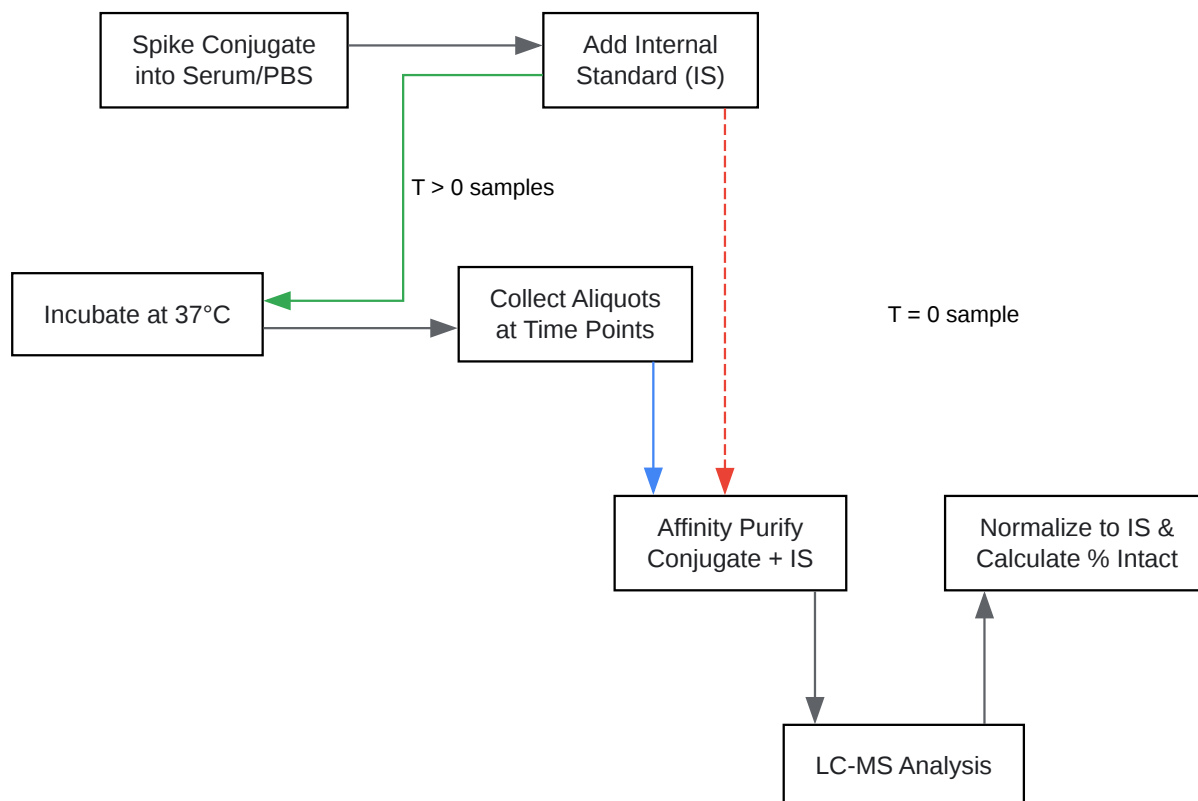 Spike Conjugate
into Serum/PBS
Add Internal
Standard (IS)
T > 0 samples
Incubate at 37°C
Collect Aliquots
at Time Points
T = 0 sample
Affinity Purify
Conjugate + IS
Normalize to IS &
Calculate % Intact
LC-MS Analysis